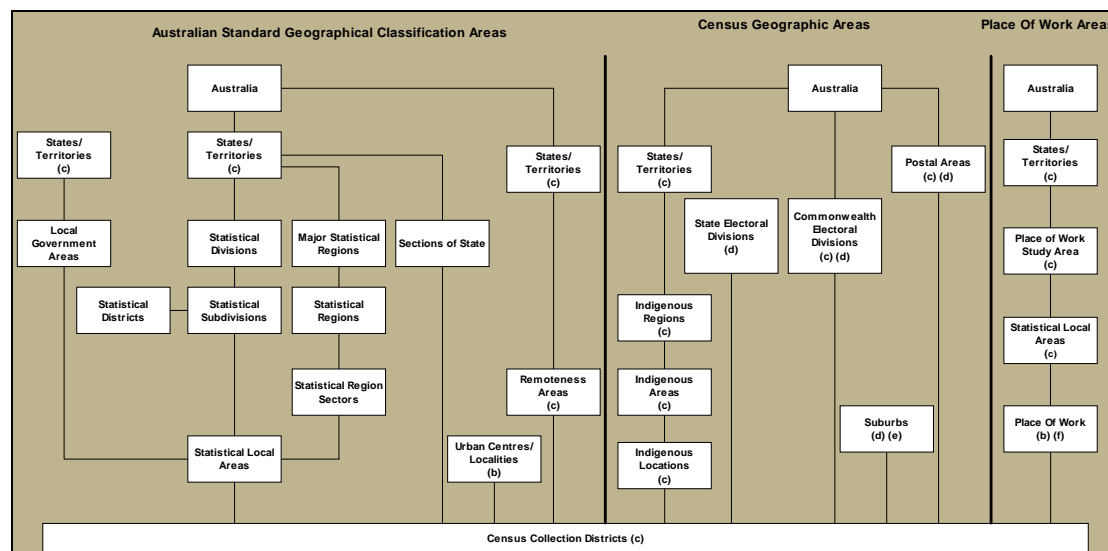 Australian Standard Geographical Classification Areas
Census Geographic Areas
Place Of Work Areas
Australia
States/
Territories
(c)
States/
Territories
(c)
States/
Territories
(c)
Local
Government
Areas
Statistical
Divisions
Major Statistical
Regions
Sections of State
Statistical
Districts
Statistical
Subdivisions
Statistical
Regions
Statistical Region
Sectors
Remoteness
Areas
(c)
Statistical Local
Areas
Urban Centres/
Localities
(b)
Australia
States/
Territories
(c)
State Electoral
Divisions
(d)
Commonwealth
Electoral
Divisions
(c) (d)
Postal Areas
(c) (d)
Indigenous
Regions
(c)
Indigenous
Areas
(c)
Indigenous
Locations
(c)
Suburbs
(d) (e)
Australia
States/
Territories
(c)
Place of Work
Study Area
(c)
Statistical Local
Areas
(c)
Place Of Work
(b) (f)
Census Collection Districts (c)